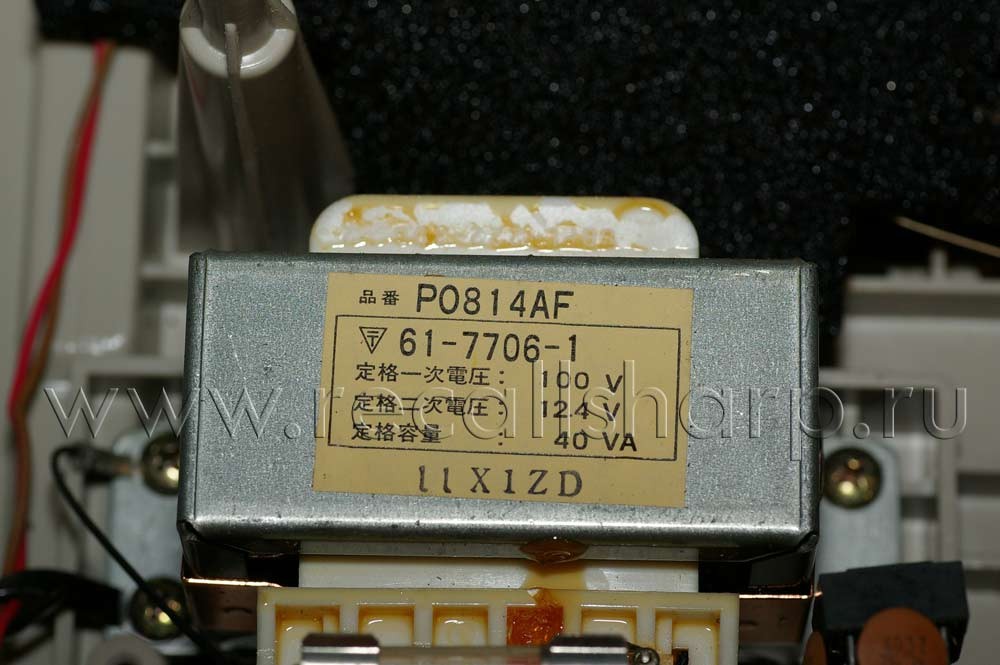 品番 P0814AF
〒 61-7706-1
定格一次電圧: 100 V
定格二次電圧: 12.4 V
定格容量 : 40 VA
11X1ZD
www.recallsharp.ru